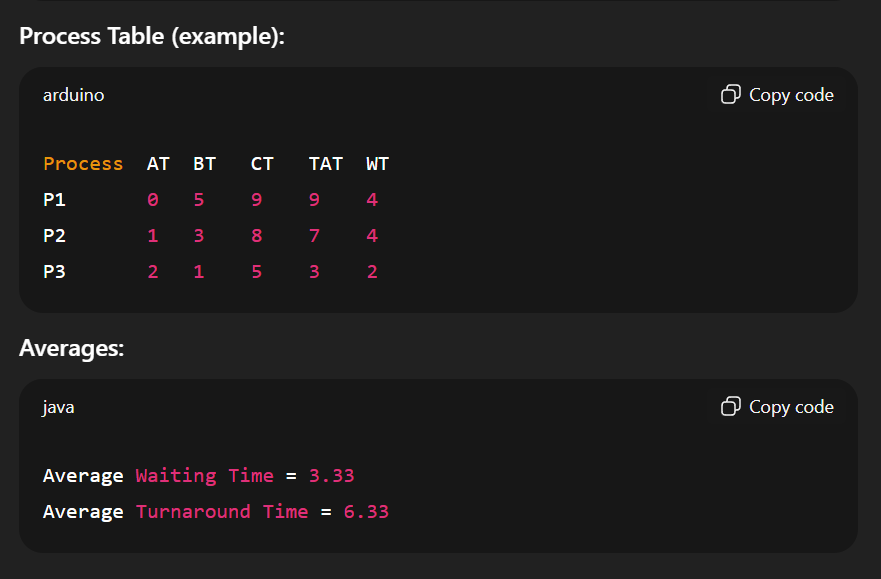 Process Table (example):
arduino
Copy code
Process AT BT CT TAT WT
P1 0 5 9 9 4
P2 1 3 8 7 4
P3 2 1 5 3 2
Averages:
java
Copy code
Average Waiting Time = 3.33
Average Turnaround Time = 6.33